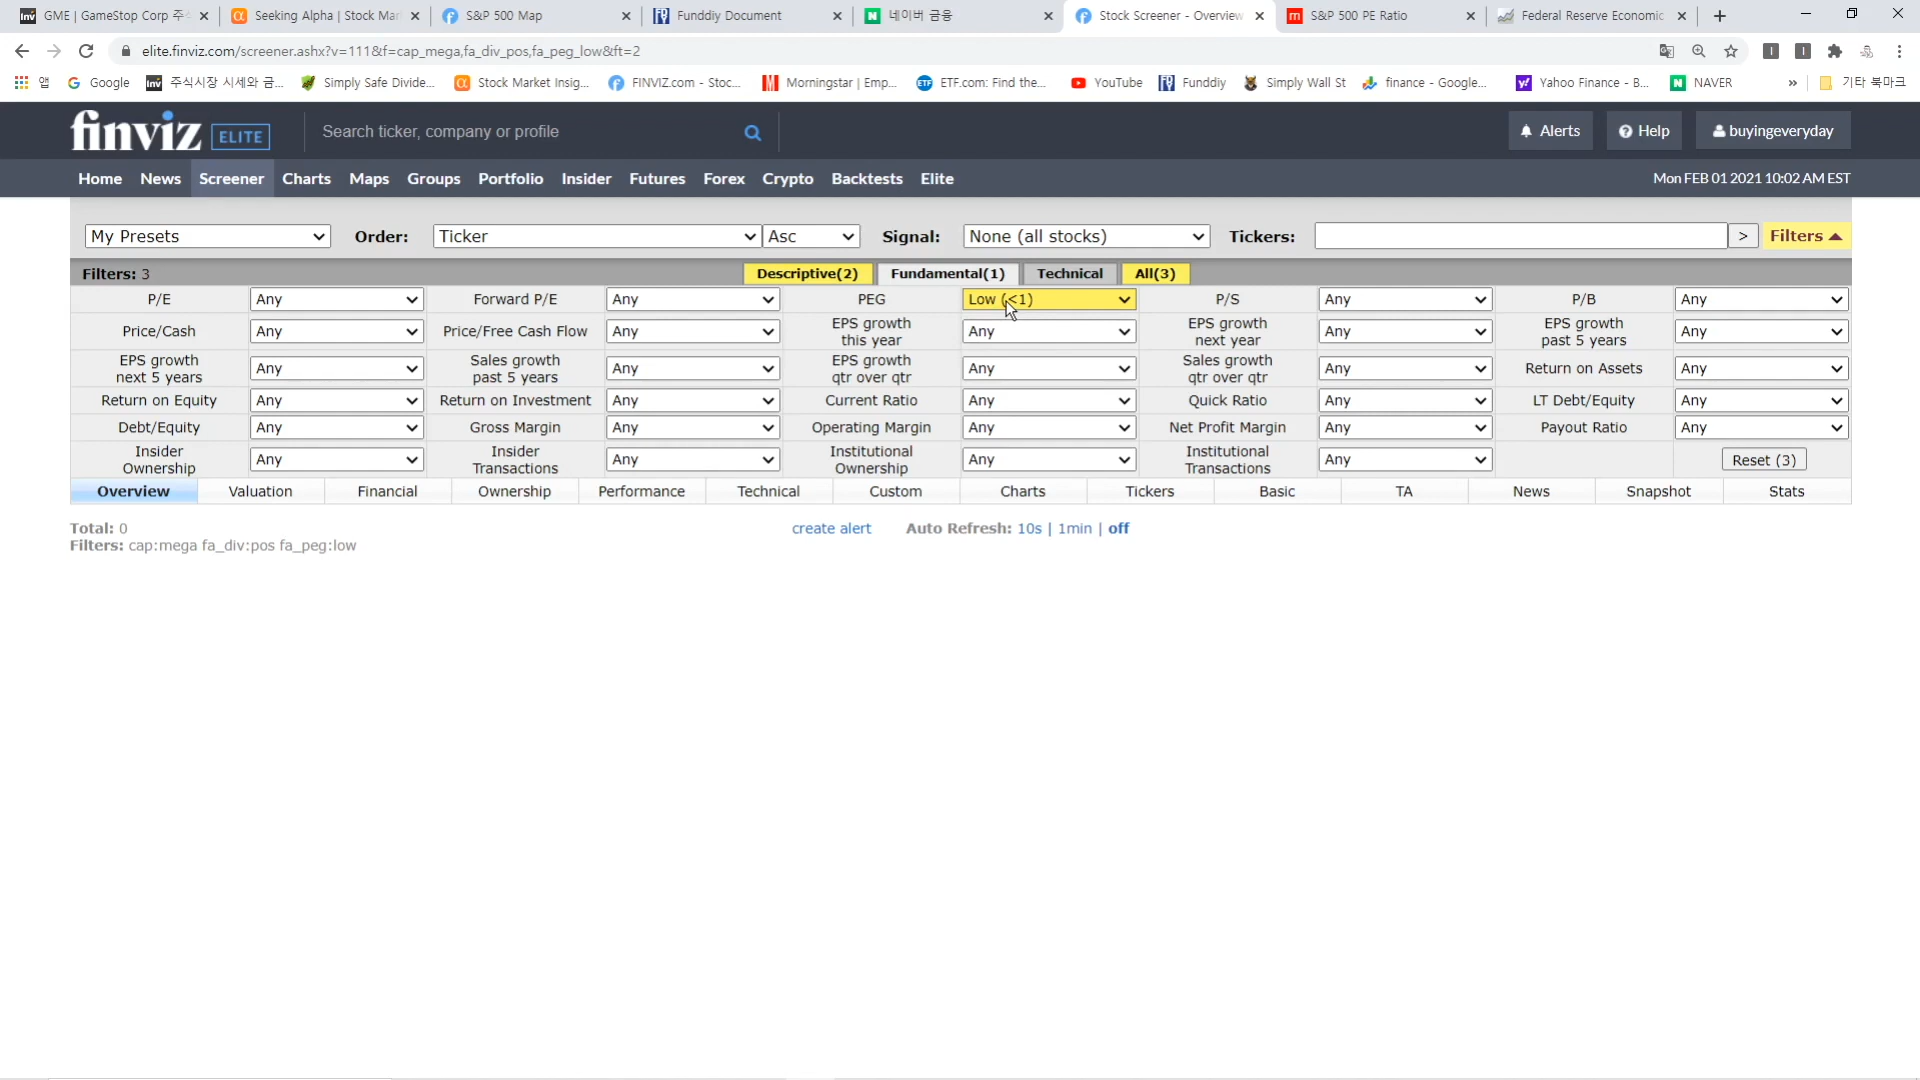 GME | GameStop Corp 주
Seeking Alpha | Stock Mar
S&P 500 Map
Funddiy Document
네이버 금융
Stock Screener - Overview
S&P 500 PE Ratio
Federal Reserve Economic
elite.finviz.com/screener.ashx?v=111&f=cap_mega,fa_div_pos,fa_peg_low&ft=2
앱 Google 주식시장 시세와 금... Simply Safe Divide... Stock Market Insig... FINVIZ.com - Stoc... Morningstar | Emp... ETF.com: Find the... YouTube Funddiy Simply Wall St finance - Google... Yahoo Finance - B... NAVER » 기타 북마크
finviz ELITE Search ticker, company or profile Alerts Help buyingeveryday
Home News Screener Charts Maps Groups Portfolio Insider Futures Forex Crypto Backtests Elite Mon FEB 01 2021 10:02 AM EST
My Presets Order: Ticker Asc Signal: None (all stocks) Tickers: > Filters
Filters: 3 Descriptive(2) Fundamental(1) Technical All(3)
P/E Any Forward P/E Any PEG Low (<1) P/S Any P/B Any
Price/Cash Any Price/Free Cash Flow Any EPS growth this year Any EPS growth next year Any EPS growth past 5 years Any
EPS growth next 5 years Any Sales growth past 5 years Any EPS growth qtr over qtr Any Sales growth qtr over qtr Any Return on Assets Any
Return on Equity Any Return on Investment Any Current Ratio Any Quick Ratio Any LT Debt/Equity Any
Debt/Equity Any Gross Margin Any Operating Margin Any Net Profit Margin Any Payout Ratio Any
Insider Ownership Any Insider Transactions Any Institutional Ownership Any Institutional Transactions Any Reset (3)
Overview Valuation Financial Ownership Performance Technical Custom Charts Tickers Basic TA News Snapshot Stats
Total: 0 create alert Auto Refresh: 10s | 1min | off
Filters: cap:mega fa_div:pos fa_peg:low